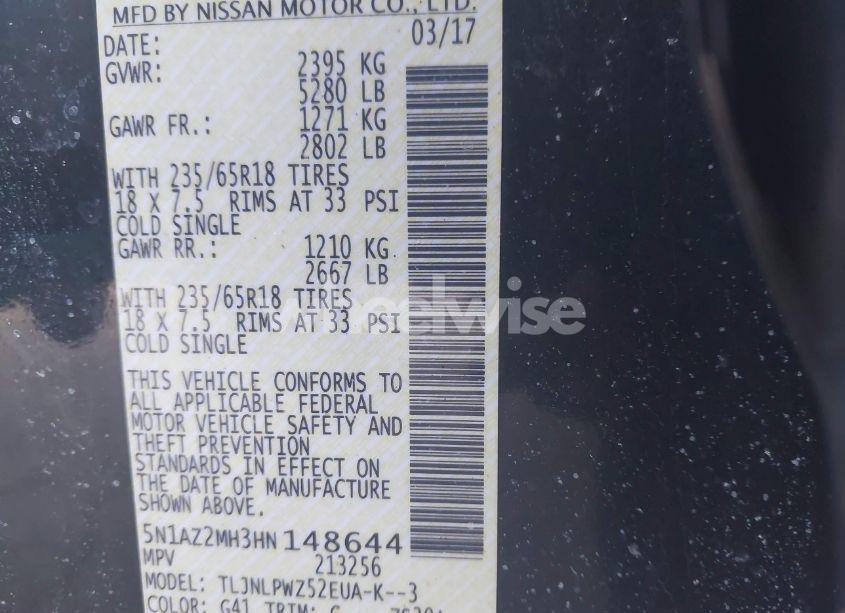 MFD BY NISSAN MOTOR CO., LTD.
DATE: 03/17
GVWR: 2395 KG
5280 LB
GAWR FR.: 1271 KG
2802 LB
WITH 235/65R18 TIRES
18 X 7.5 RIMS AT 33 PSI
COLD SINGLE
GAWR RR.: 1210 KG
2667 LB
WITH 235/65R18 TIRES
18 X 7.5 RIMS AT 33 PSI
COLD SINGLE
THIS VEHICLE CONFORMS TO
ALL APPLICABLE FEDERAL
MOTOR VEHICLE SAFETY AND
THEFT PREVENTION
STANDARDS IN EFFECT ON
THE DATE OF MANUFACTURE
SHOWN ABOVE.
5N1AZ2MH3HN148644
MPV 213256
MODEL: TLJNLPWZ52EUA-K--3
COLOR: G41 TRIM: G